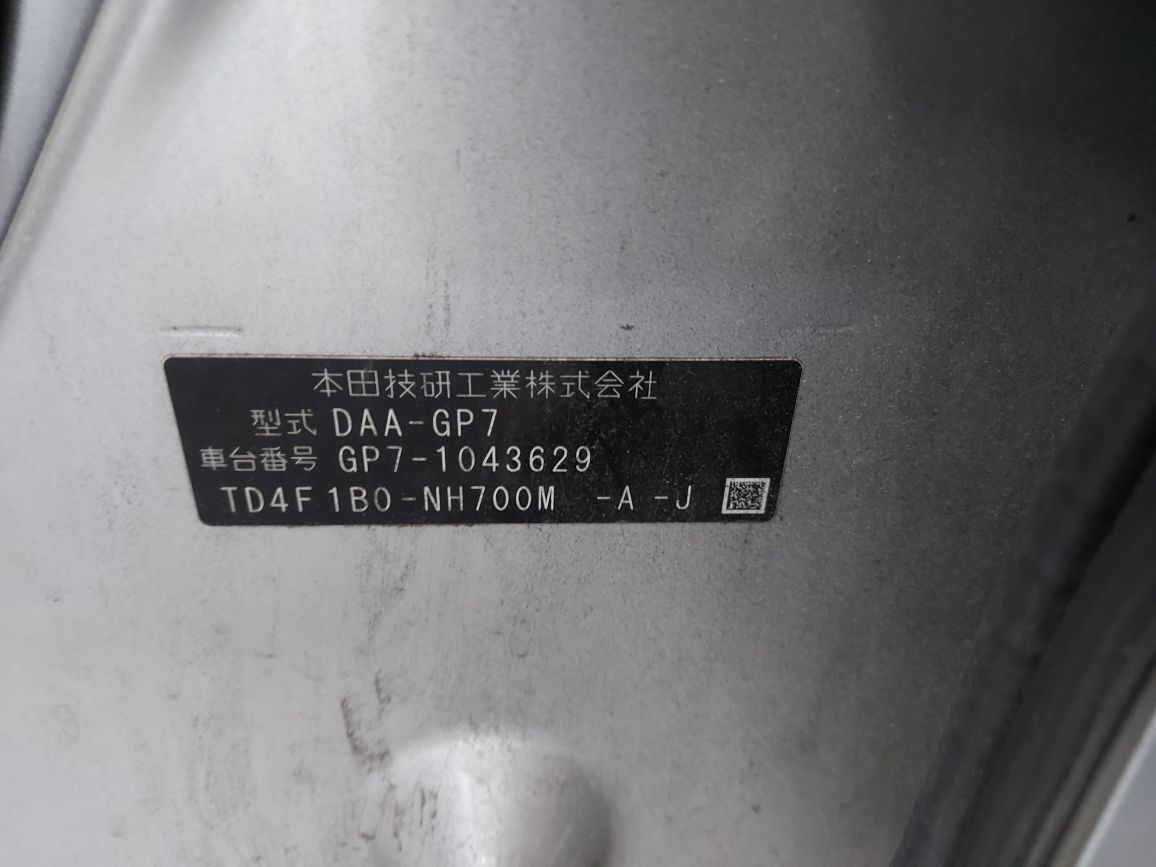 本田技研工業株式会社
型式 DAA-GP7
車台番号 GP7-1043629
TD4F1B0-NH700M -A -J